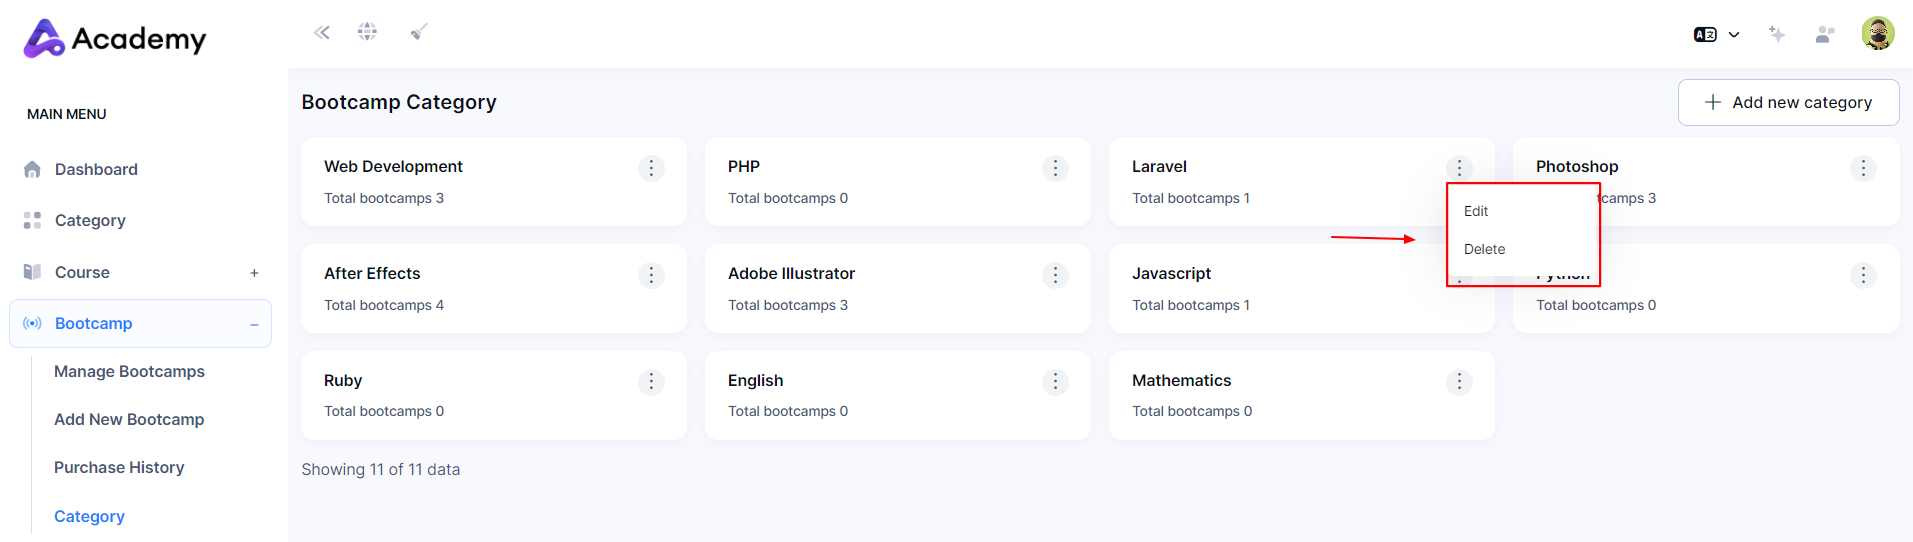 Academy
MAIN MENU
Dashboard
Category
Course +
Bootcamp –
Manage Bootcamps
Add New Bootcamp
Purchase History
Category
Bootcamp Category
+ Add new category
Web Development
Total bootcamps 3
PHP
Total bootcamps 0
Laravel
Total bootcamps 1
Photoshop
tcamps 3
Edit
Delete
After Effects
Total bootcamps 4
Adobe Illustrator
Total bootcamps 3
Javascript
Total bootcamps 1
Python
Total bootcamps 0
Ruby
Total bootcamps 0
English
Total bootcamps 0
Mathematics
Total bootcamps 0
Showing 11 of 11 data